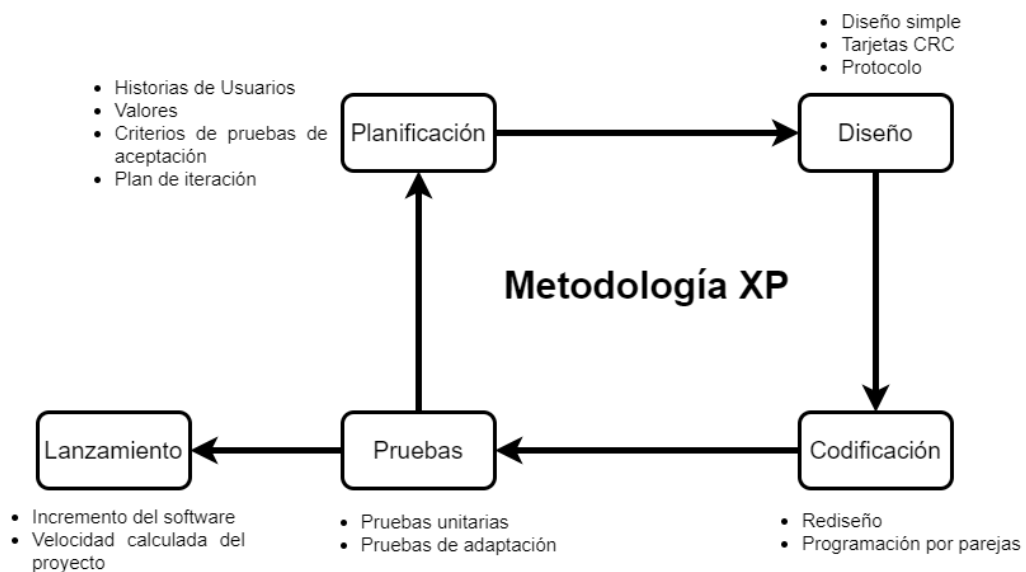 Diseño simple
Tarjetas CRC
Protocolo
Historias de Usuarios
Valores
Criterios de pruebas de
aceptación
Plan de iteración
Planificación
Diseño
Metodología XP
Lanzamiento
Pruebas
Codificación
Incremento del software
Velocidad calculada del
proyecto
Pruebas unitarias
Pruebas de adaptación
Rediseño
Programación por parejas